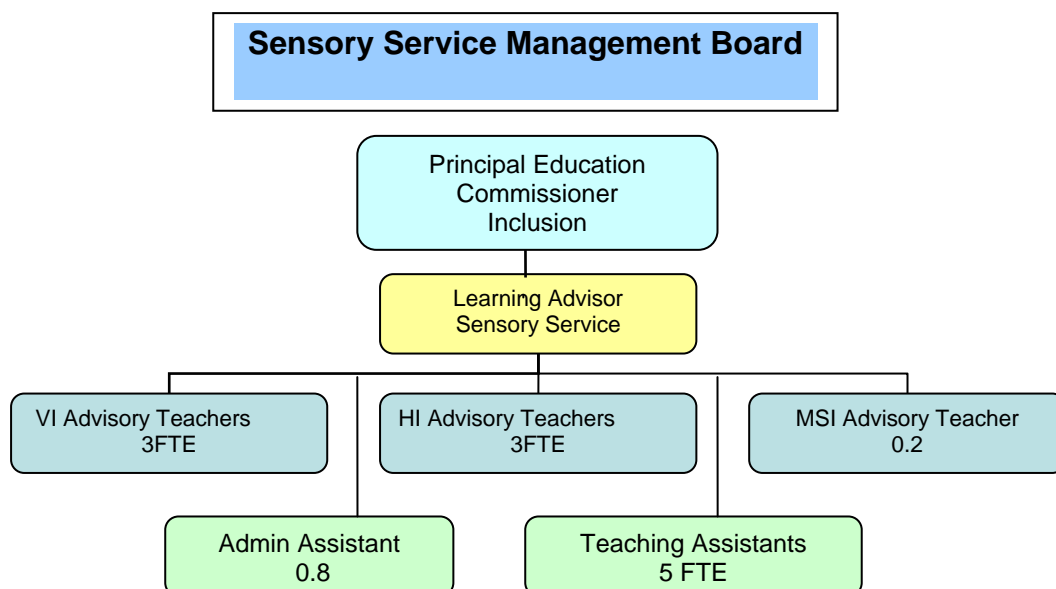 Sensory Service Management Board
Principal Education
Commissioner
Inclusion
Learning Advisor
Sensory Service
VI Advisory Teachers
3FTE
HI Advisory Teachers
3FTE
MSI Advisory Teacher
0.2
Admin Assistant
0.8
Teaching Assistants
5 FTE